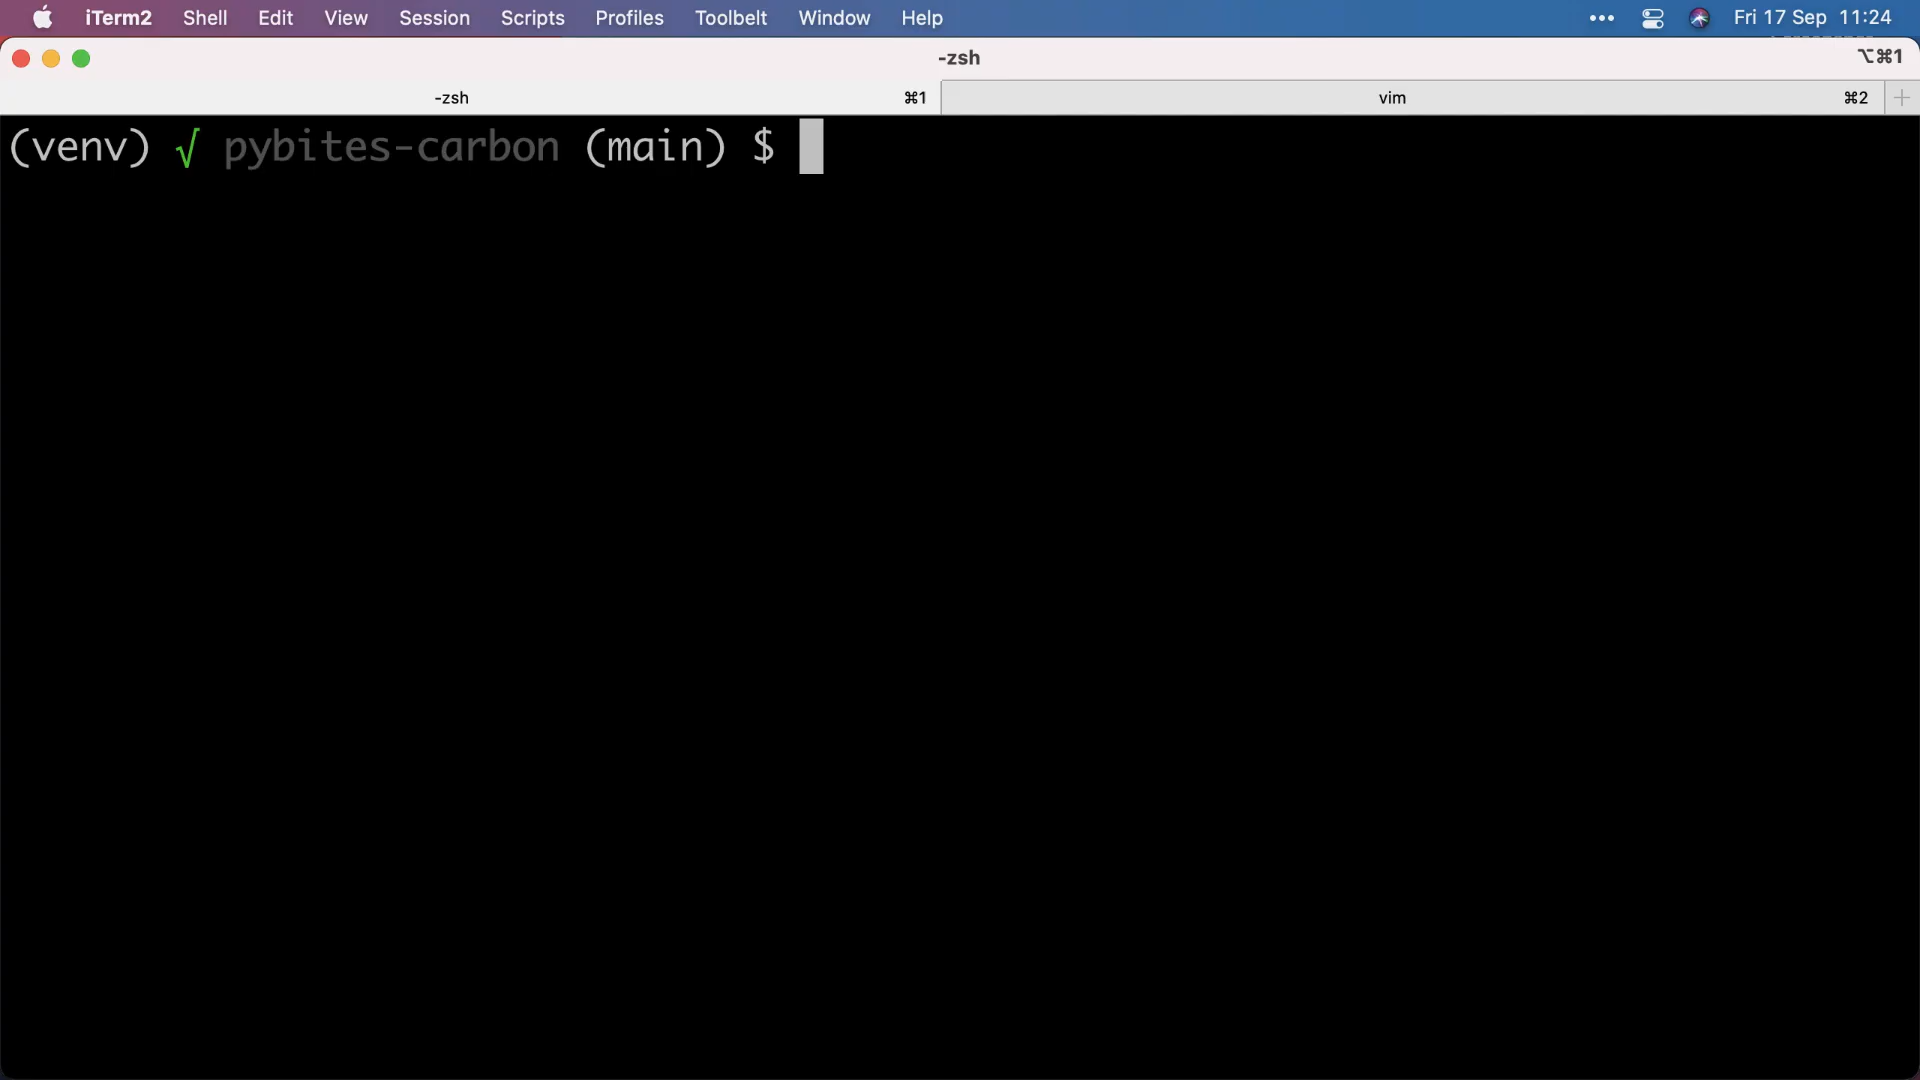 iTerm2 Shell Edit View Session Scripts Profiles Toolbelt Window Help Fri 17 Sep 11:24
-zsh ⌥⌘1
-zsh ⌘1 vim ⌘2
(venv) √ pybites-carbon (main) $